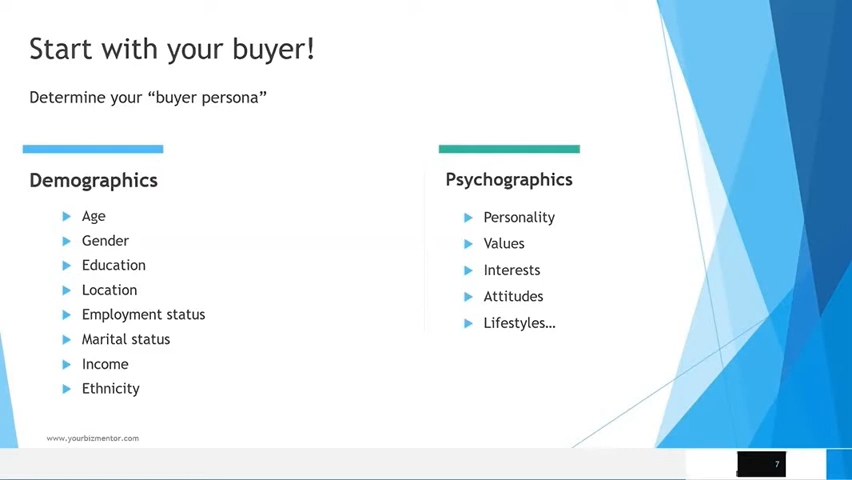 Start with your buyer!
Determine your “buyer persona”
Demographics
Age
Gender
Education
Location
Employment status
Marital status
Income
Ethnicity
Psychographics
Personality
Values
Interests
Attitudes
Lifestyles…
www.yourbizmentor.com
7